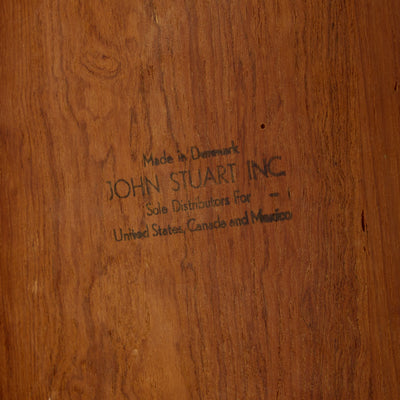 Made in Denmark
JOHN STUART INC.
Sole Distributors For
United States, Canada and Mexico